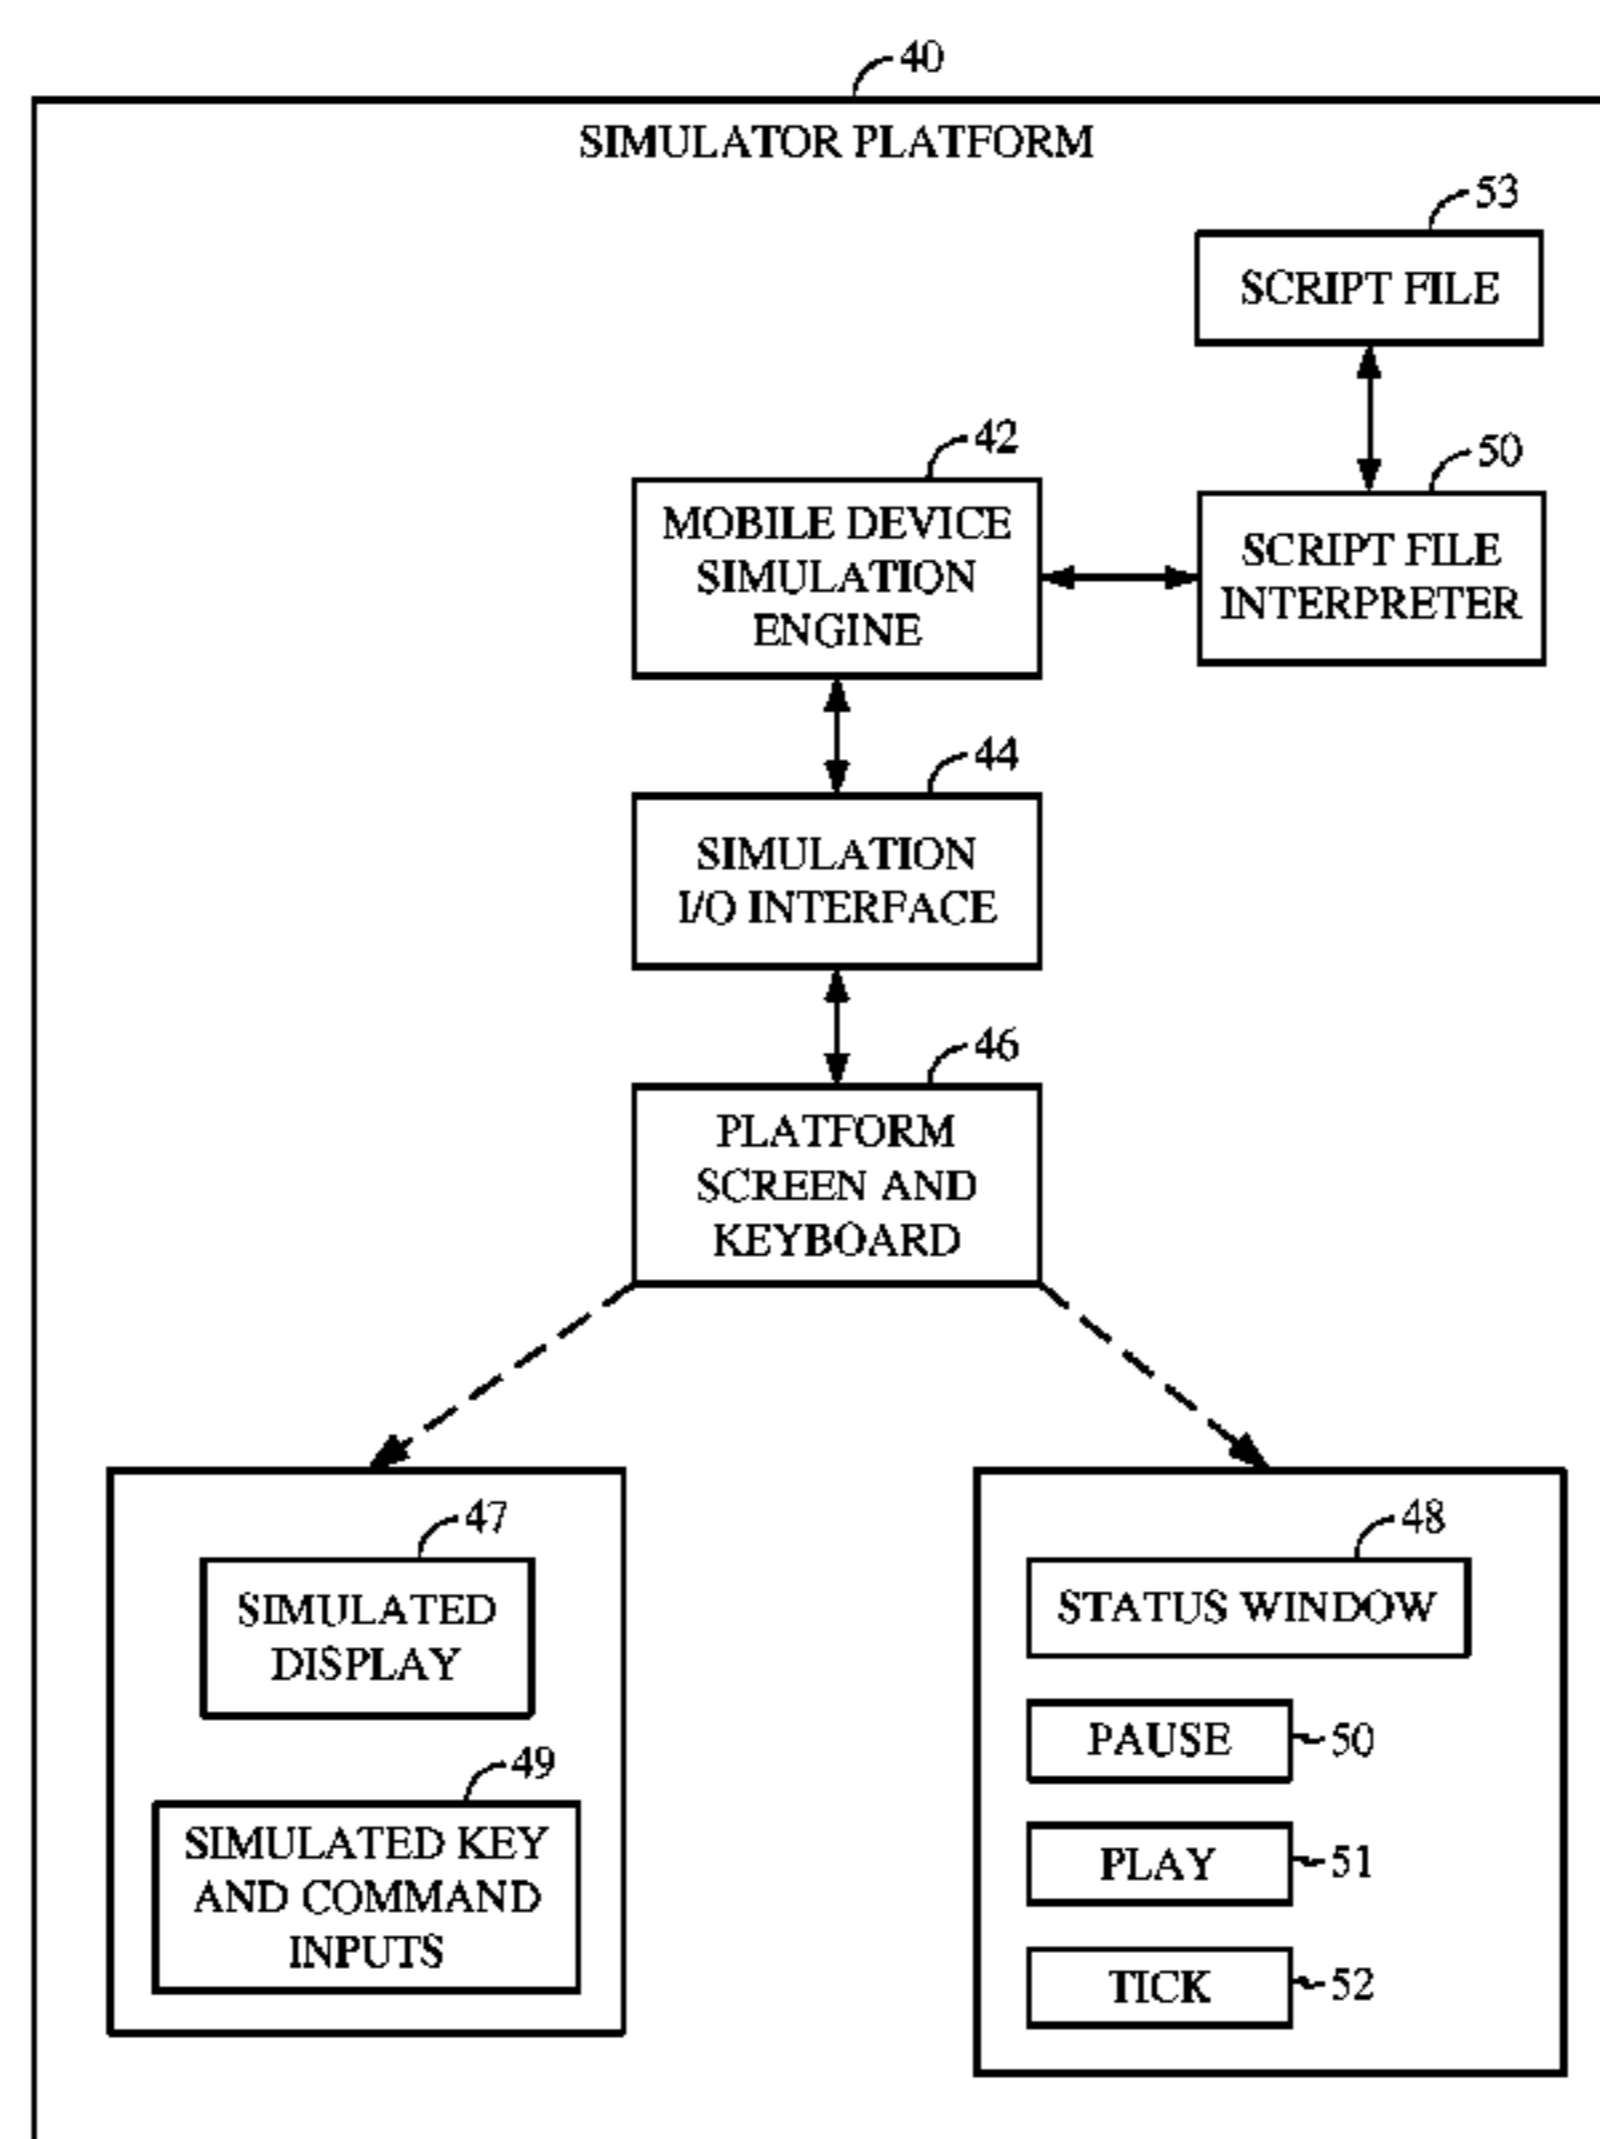 40
SIMULATOR PLATFORM
53
SCRIPT FILE
42
MOBILE DEVICE
SIMULATION
ENGINE
50
SCRIPT FILE
INTERPRETER
44
SIMULATION
I/O INTERFACE
46
PLATFORM
SCREEN AND
KEYBOARD
47
SIMULATED
DISPLAY
49
SIMULATED KEY
AND COMMAND
INPUTS
48
STATUS WINDOW
PAUSE
50
PLAY
51
TICK
52